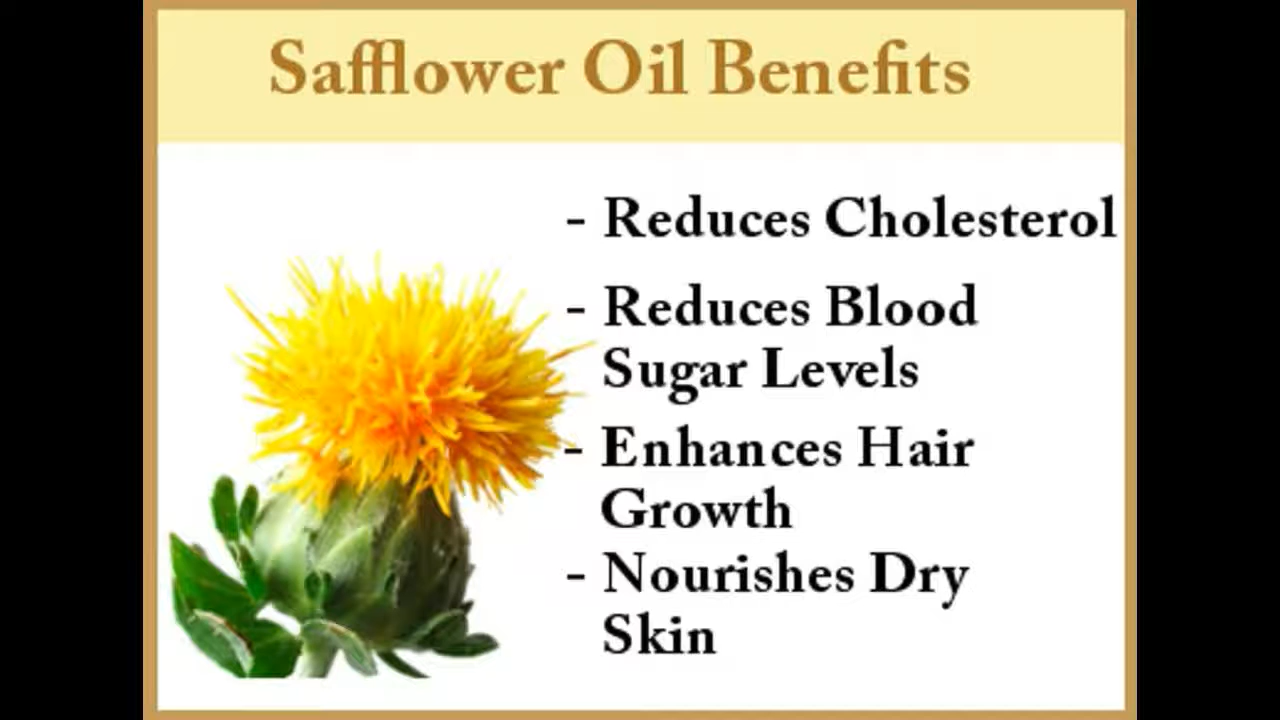 Safflower Oil Benefits
- Reduces Cholesterol
- Reduces Blood
Sugar Levels
- Enhances Hair
Growth
- Nourishes Dry
Skin